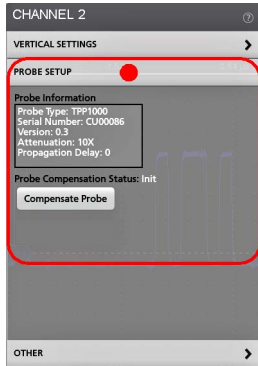 CHANNEL 2
VERTICAL SETTINGS
PROBE SETUP
Probe Information
Probe Type: TPP1000
Serial Number: CU00086
Version: 0.3
Attenuation: 10X
Propagation Delay: 0
Probe Compensation Status: Init
Compensate Probe
OTHER